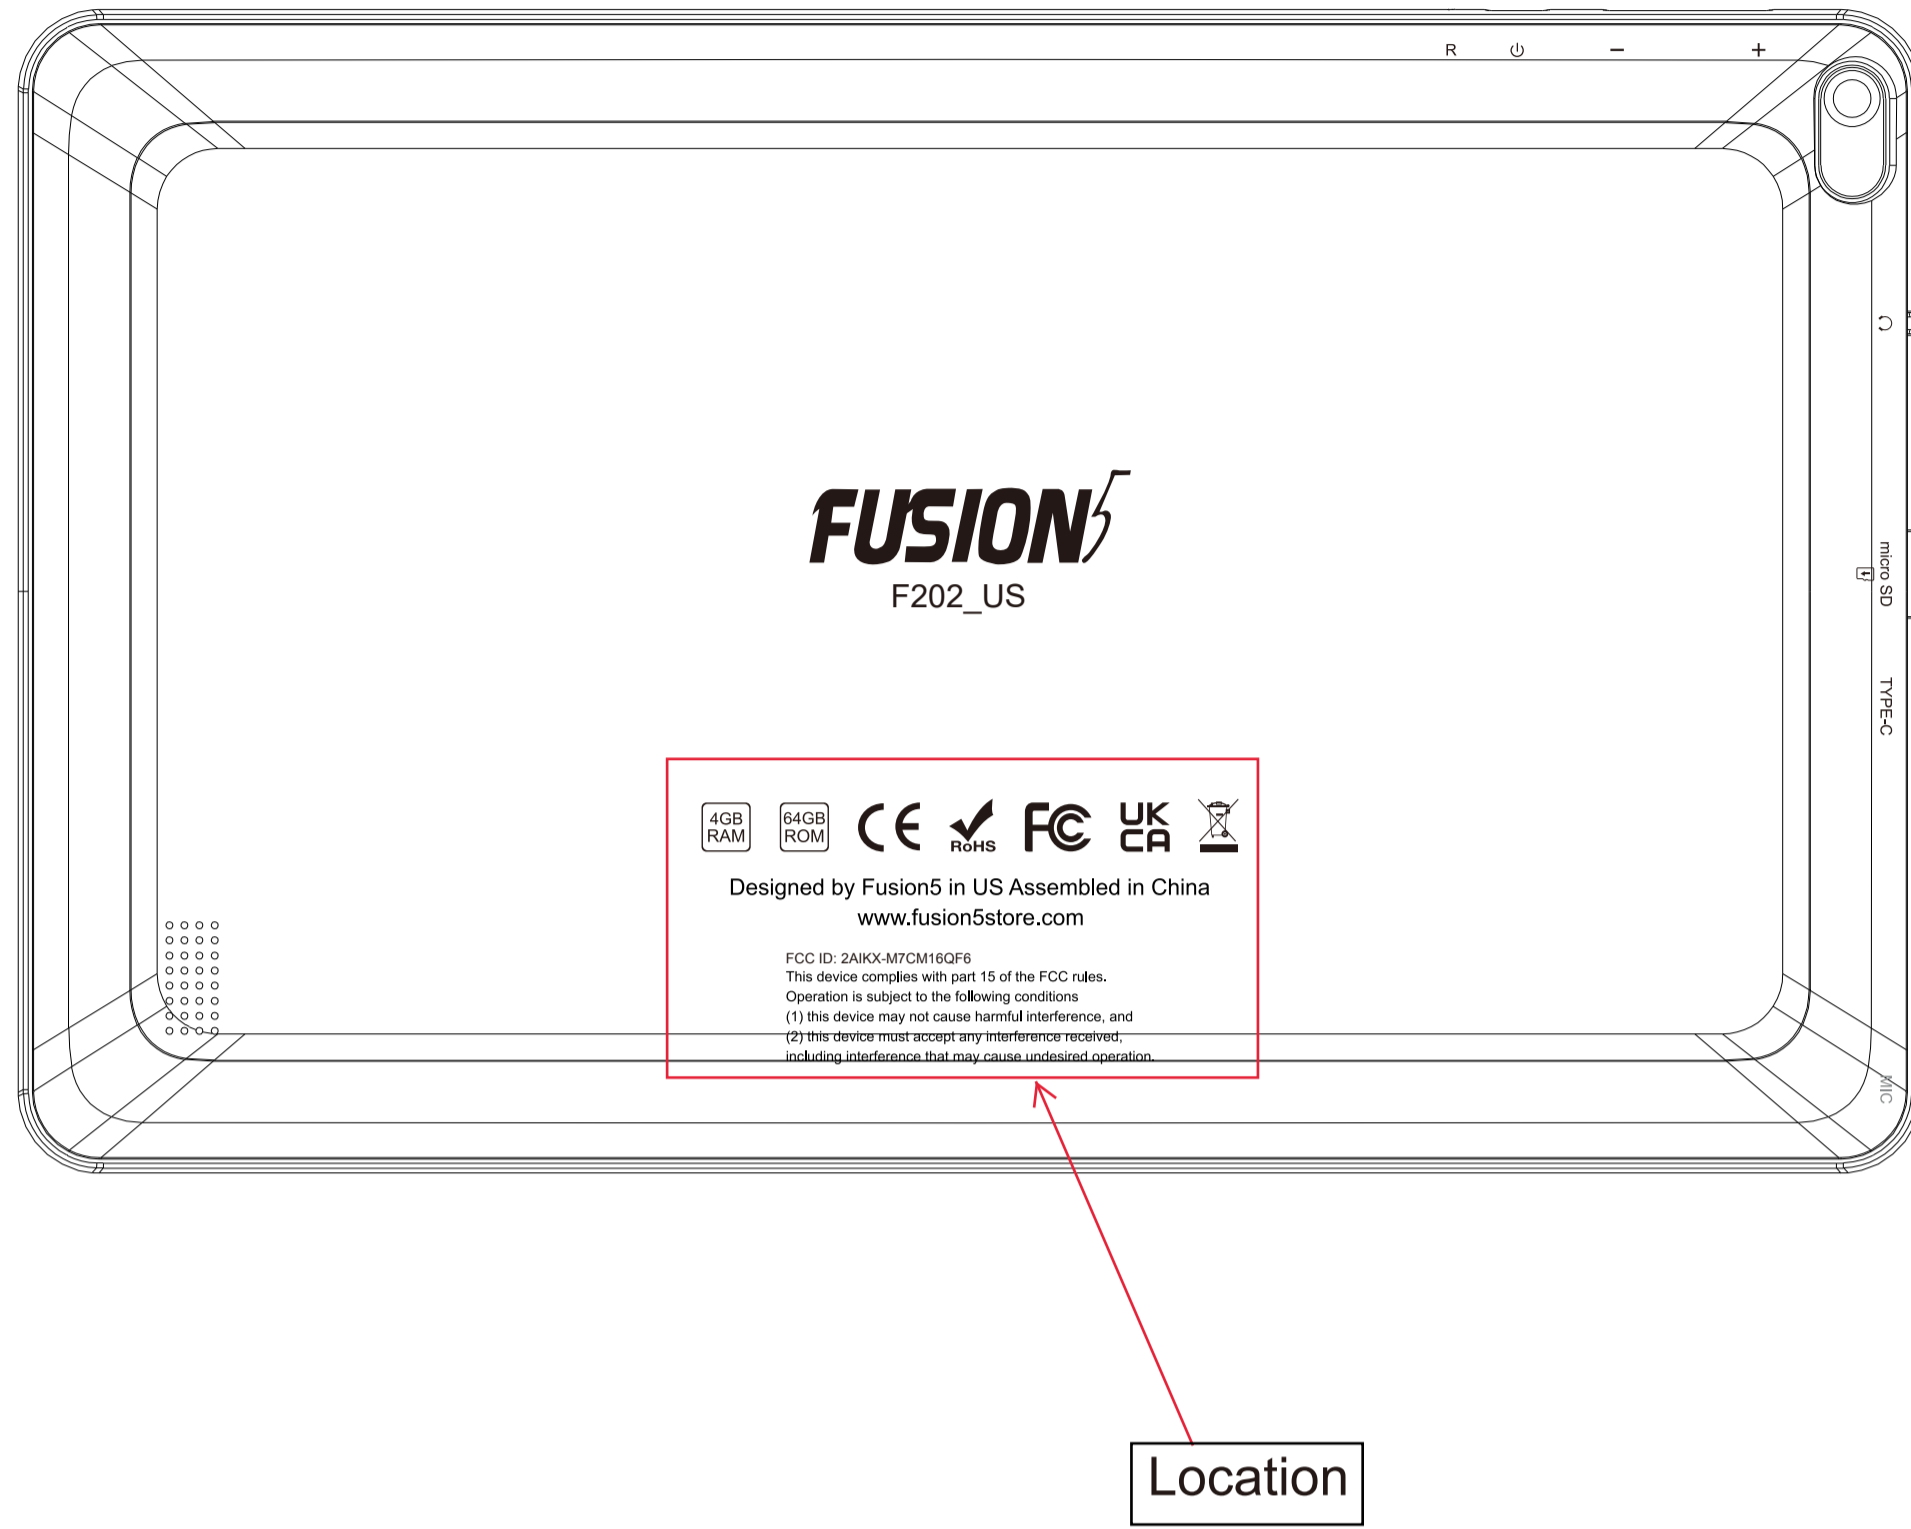 R
− +
FUSION5
F202_US
micro SD
TYPE-C
4GB RAM
64GB ROM
CE
RoHS
FC
UK
CA
Designed by Fusion5 in US Assembled in China
www.fusion5store.com
FCC ID: 2AIKX-M7CM16QF6
This device complies with part 15 of the FCC rules.
Operation is subject to the following conditions
(1) this device may not cause harmful interference, and
(2) this device must accept any interference received,
including interference that may cause undesired operation.
MIC
Location